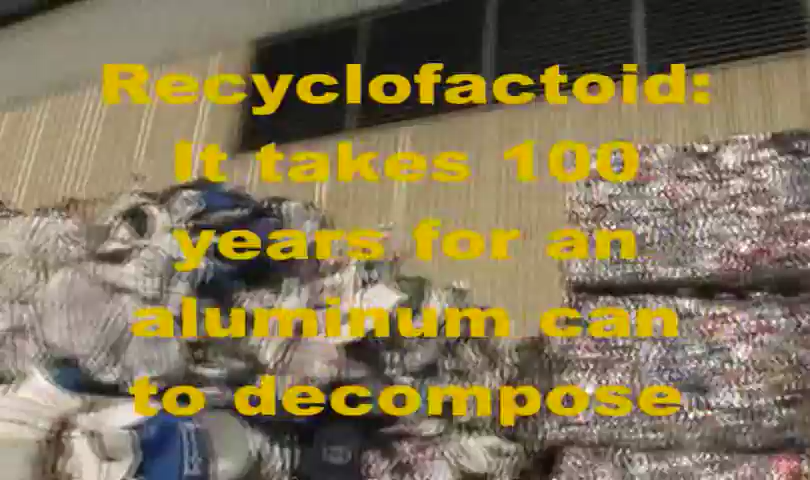 Recyclofactoid:
It takes 100
years for an
aluminum can
to decompose